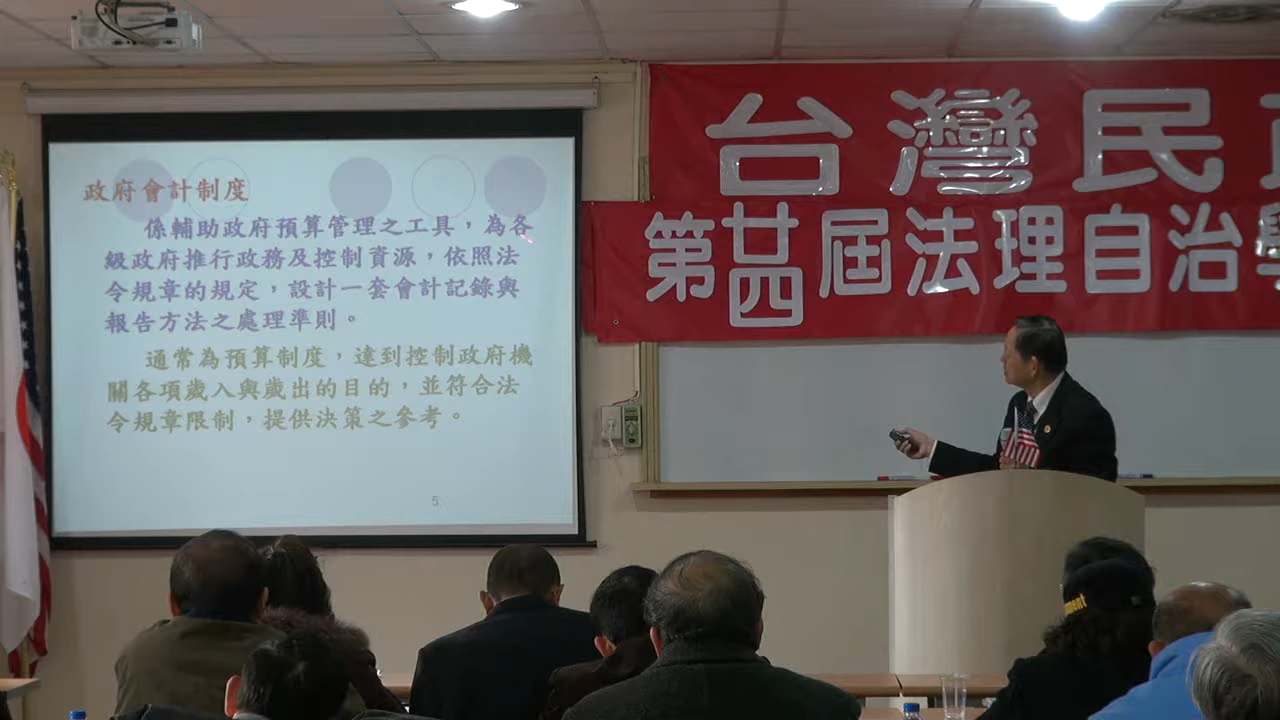 政府會計制度
係輔助政府預算管理之工具，為各
級政府推行政務及控制資源，依照法
令規章的規定，設計一套會計記錄與
報告方法之處理準則。
通常為預算制度，達到控制政府機
關各項歲入與歲出的目的，並符合法
令規章限制，提供決策之參考。
5
台灣民
第廿四屆法理自治學